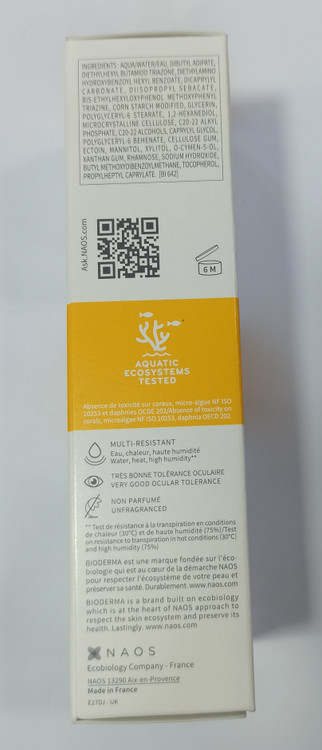 INGREDIENTS : AQUA/WATER/EAU, DIBUTYL ADIPATE,
DIETHYLHEXYL BUTAMIDO TRIAZONE, DIETHYLAMINO
HYDROXYBENZOYL HEXYL BENZOATE, DICAPRYLYL
CARBONATE, DIISOPROPYL SEBACATE,
BIS-ETHYLHEXYLOXYPHENOL METHOXYPHENYL
TRIAZINE, CORN STARCH MODIFIED, GLYCERIN,
POLYGLYCERYL-6 STEARATE, 1,2-HEXANEDIOL,
MICROCRYSTALLINE CELLULOSE, C20-22 ALKYL
PHOSPHATE, C20-22 ALCOHOLS, CAPRYLYL GLYCOL,
POLYGLYCERYL-6 BEHENATE, CELLULOSE GUM,
ECTOIN, MANNITOL, XYLITOL, O-CYMEN-5-OL,
XANTHAN GUM, RHAMNOSE, SODIUM HYDROXIDE,
BUTYL METHOXYDIBENZOYLMETHANE, TOCOPHEROL,
PROPYLHEPTYL CAPRYLATE. [BI 642]
Ask.NAOS.com
6 M
AQUATIC
ECOSYSTEMS
TESTED
Absence de toxicité sur coraux, micro-algue NF ISO
10253 et daphnies OCDE 202/Absence of toxicity on
corals, microalgae NF ISO 10253, daphnia OECD 202.
MULTI-RESISTANT
Eau, chaleur, haute humidité
Water, heat, high humidity**
TRÈS BONNE TOLÉRANCE OCULAIRE
VERY GOOD OCULAR TOLERANCE
NON PARFUMÉ
UNFRAGRANCED
** Test de résistance à la transpiration en conditions
de chaleur (30°C) et de haute humidité (75%)/Test
on resistance to transpiration in hot conditions (30°C)
and high humidity (75%)
BIODERMA est une marque fondée sur l'éco-
biologie qui est au cœur de la démarche NAOS
pour respecter l'écosystème de votre peau et
préserver sa santé. Durablement. www.naos.com
BIODERMA is a brand built on ecobiology
which is at the heart of NAOS approach to
respect the skin ecosystem and preserve its
health. Lastingly. www.naos.com
NAOS
Ecobiology Company - France
NAOS 13290 Aix-en-Provence
Made in France
E27DJ - UK